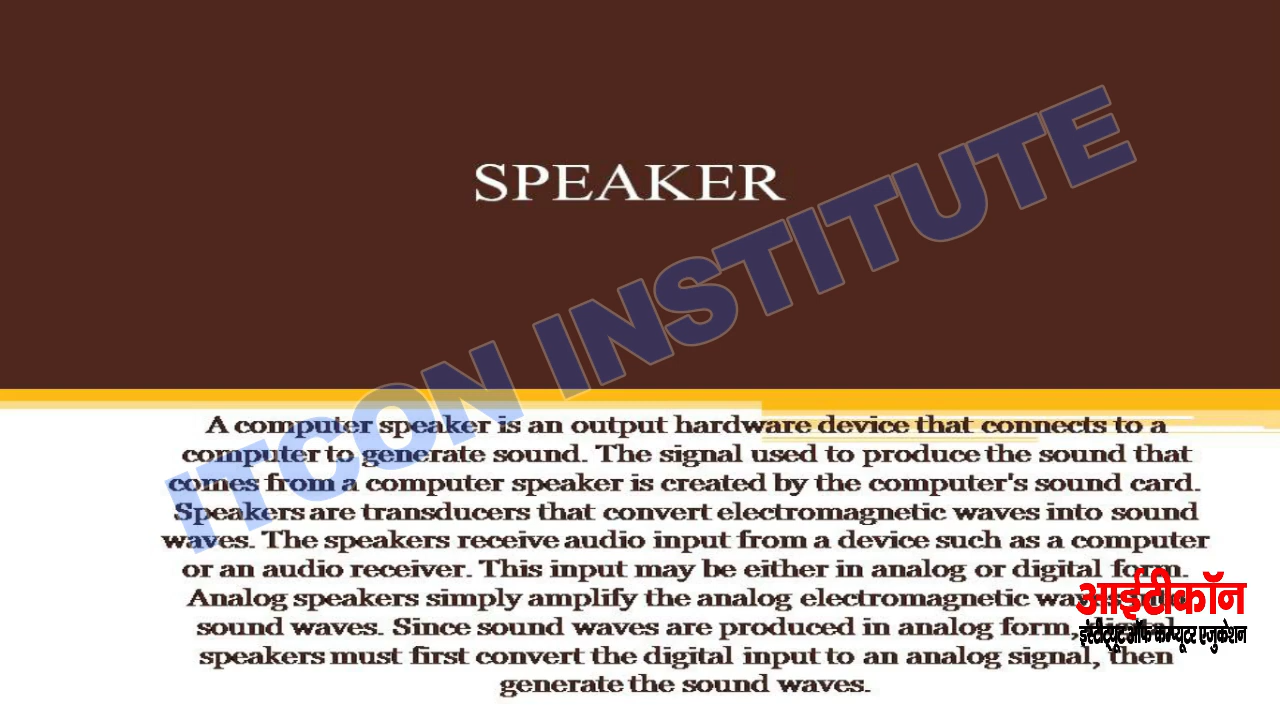 SPEAKER
ITCON INSTITUTE
A computer speaker is an output hardware device that connects to a
computer to generate sound. The signal used to produce the sound that
comes from a computer speaker is created by the computer's sound card.
Speakers are transducers that convert electromagnetic waves into sound
waves. The speakers receive audio input from a device such as a computer
or an audio receiver. This input may be either in analog or digital form.
Analog speakers simply amplify the analog electromagnetic waves into
sound waves. Since sound waves are produced in analog form, digital
speakers must first convert the digital input to an analog signal, then
generate the sound waves.
आईटीकॉन
इंस्टीट्यूट ऑफ कम्प्यूटर एजुकेशन